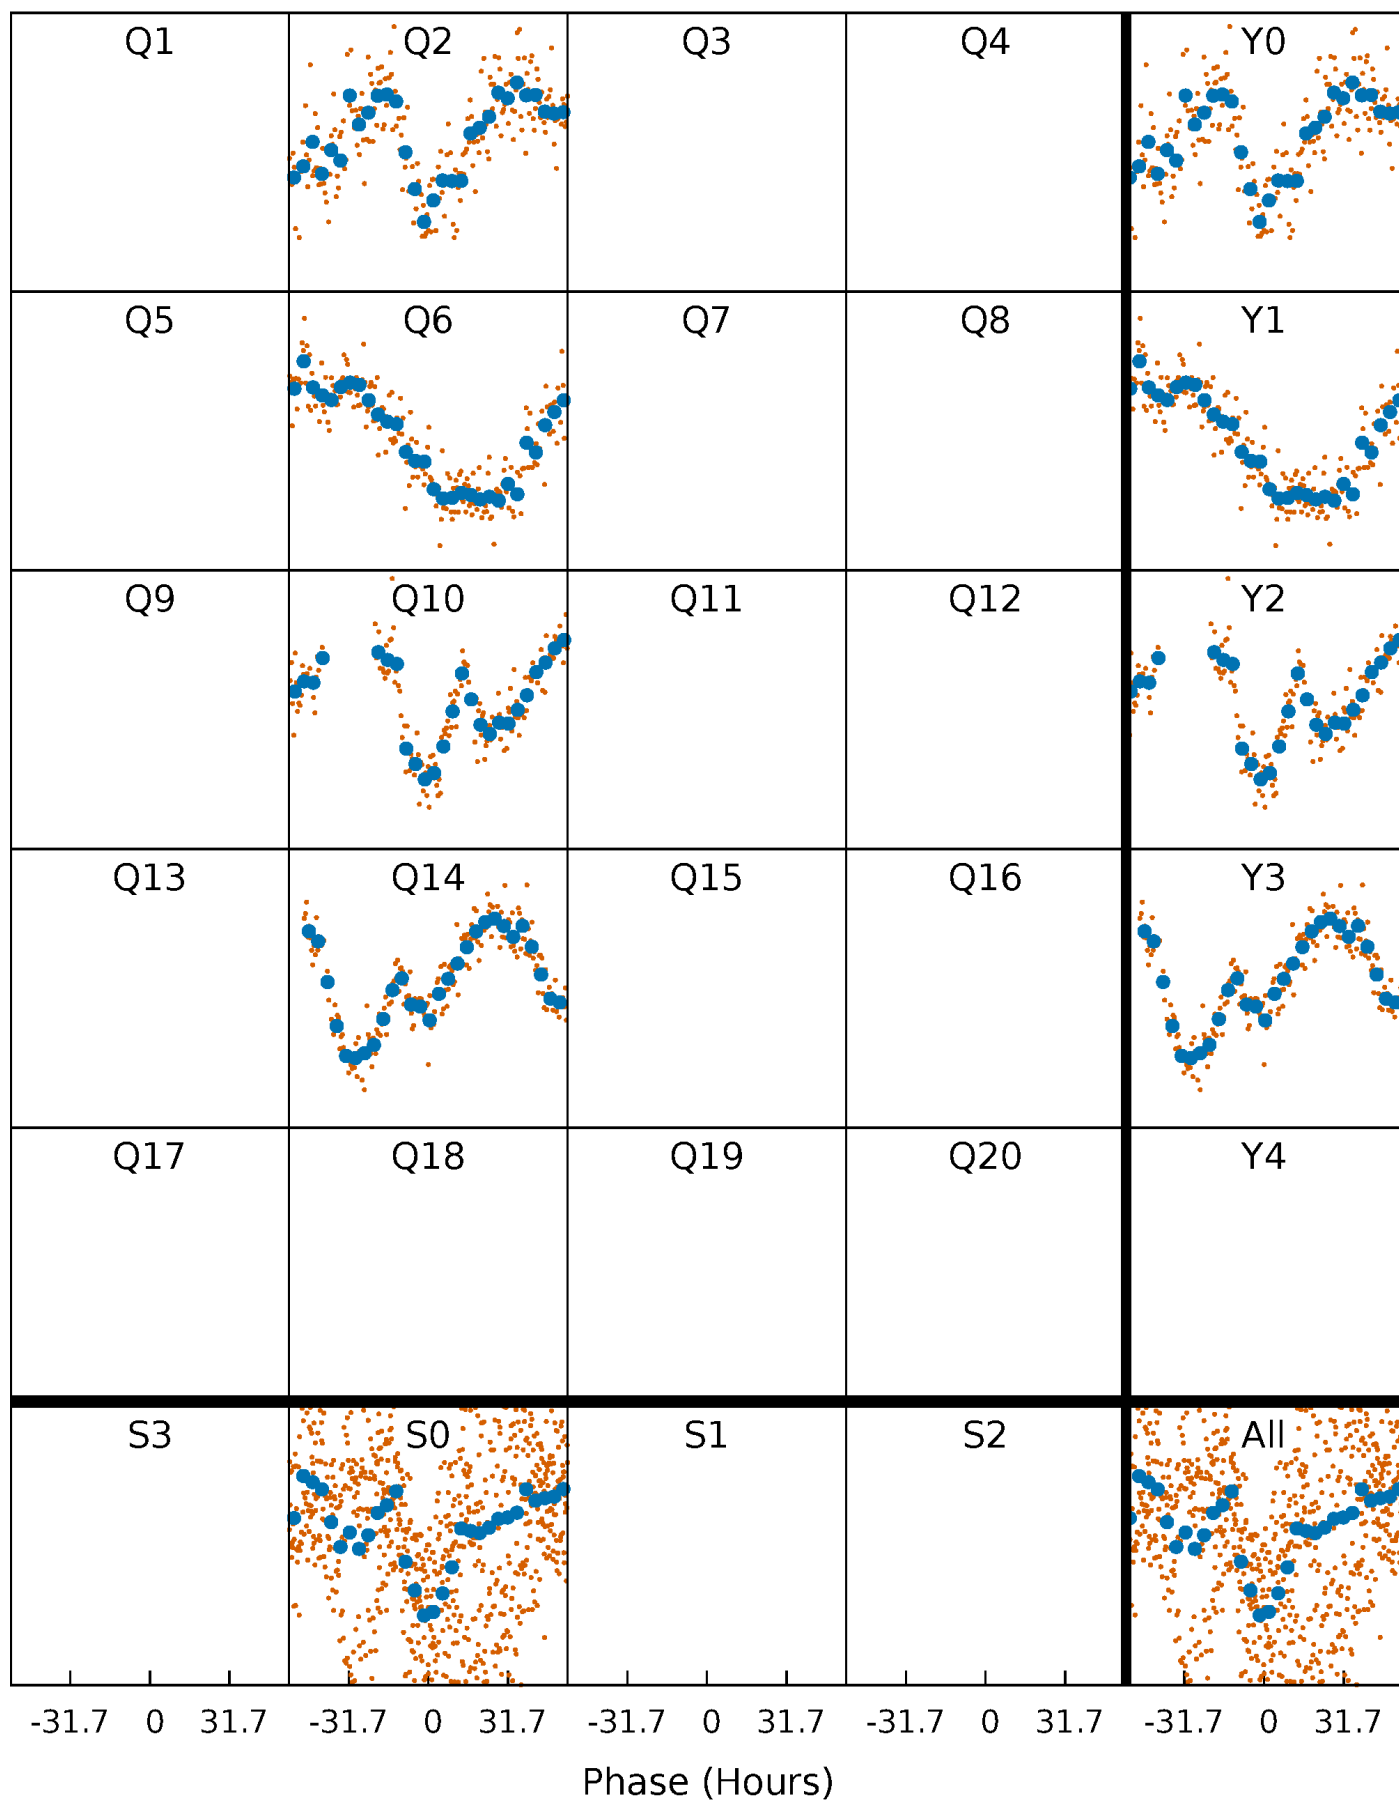 Q1 Q2 Q3 Q4 Y0
Q5 Q6 Q7 Q8 Y1
Q9 Q10 Q11 Q12 Y2
Q13 Q14 Q15 Q16 Y3
Q17 Q18 Q19 Q20 Y4
S3 S0 S1 S2 All
-31.7 0 31.7 -31.7 0 31.7 -31.7 0 31.7 -31.7 0 31.7 -31.7 0 31.7
Phase (Hours)